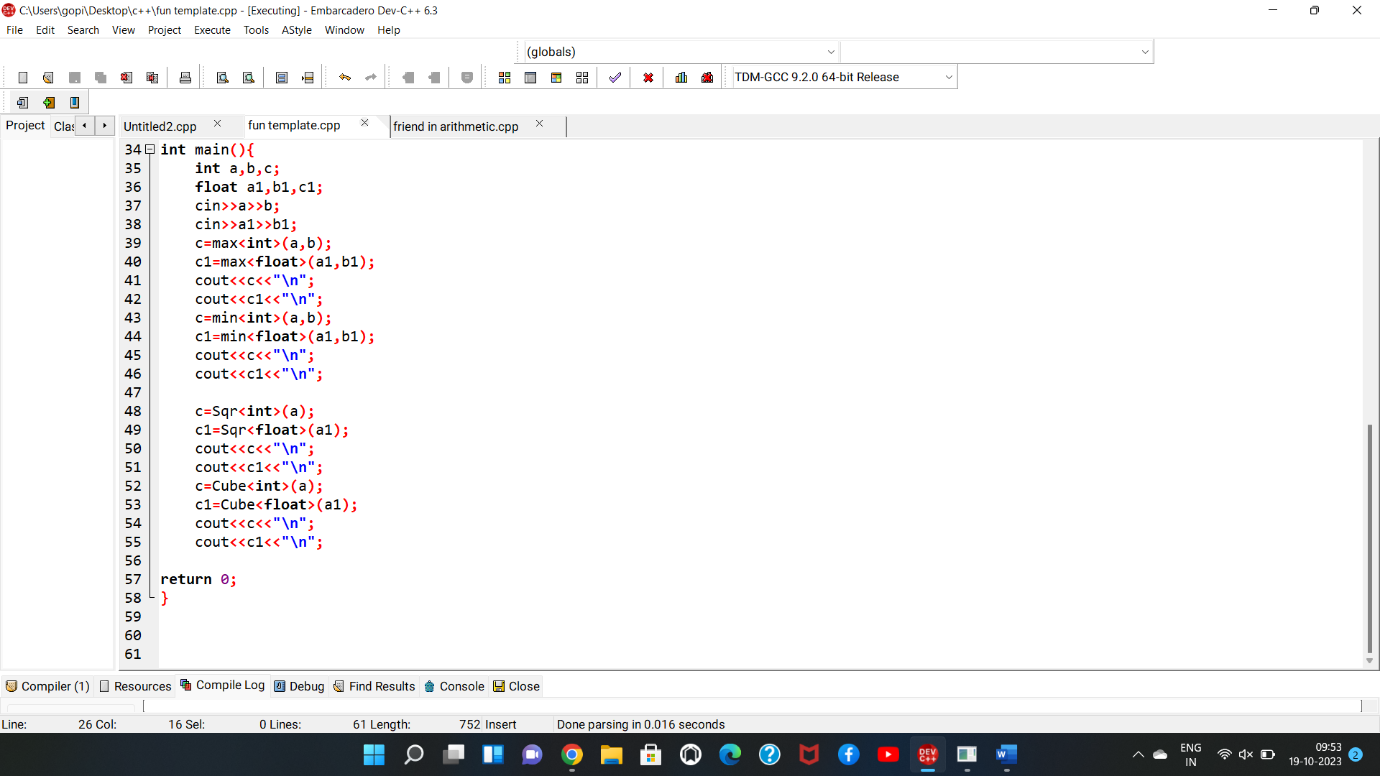 C:\Users\gopi\Desktop\c++\fun template.cpp - [Executing] - Embarcadero Dev-C++ 6.3
File Edit Search View Project Execute Tools AStyle Window Help
(globals)
TDM-GCC 9.2.0 64-bit Release
Project Clas
Untitled2.cpp fun template.cpp friend in arithmetic.cpp
34 int main(){
35 int a,b,c;
36 float a1,b1,c1;
37 cin>>a>>b;
38 cin>>a1>>b1;
39 c=max<int>(a,b);
40 c1=max<float>(a1,b1);
41 cout<<c<<"\n";
42 cout<<c1<<"\n";
43 c=min<int>(a,b);
44 c1=min<float>(a1,b1);
45 cout<<c<<"\n";
46 cout<<c1<<"\n";
47
48 c=Sqr<int>(a);
49 c1=Sqr<float>(a1);
50 cout<<c<<"\n";
51 cout<<c1<<"\n";
52 c=Cube<int>(a);
53 c1=Cube<float>(a1);
54 cout<<c<<"\n";
55 cout<<c1<<"\n";
56
57 return 0;
58 }
59
60
61
Compiler (1) Resources Compile Log Debug Find Results Console Close
Line: 26 Col: 16 Sel: 0 Lines: 61 Length: 752 Insert Done parsing in 0.016 seconds
DEV C++ W ENG IN 09:53 19-10-2023 2